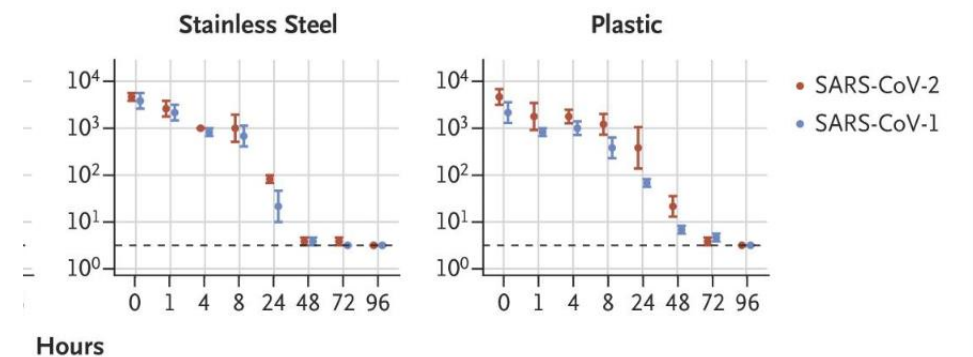 Stainless Steel
Plastic
10⁴
10³
10²
10¹
10⁰
0 1 4 8 24 48 72 96
10⁴
10³
10²
10¹
10⁰
0 1 4 8 24 48 72 96
SARS-CoV-2
SARS-CoV-1
Hours